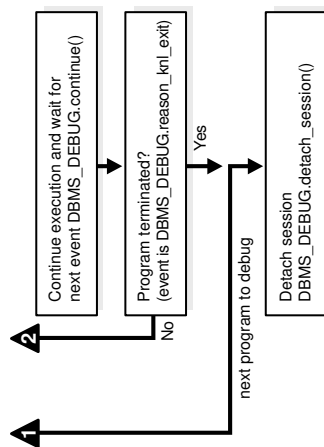 2
1
Continue execution and wait for
next event DBMS_DEBUG.continue()
Program terminated?
(event is DBMS_DEBUG.reason_knl_exit)
No
Yes
next program to debug
Detach session
DBMS_DEBUG.detach_session()